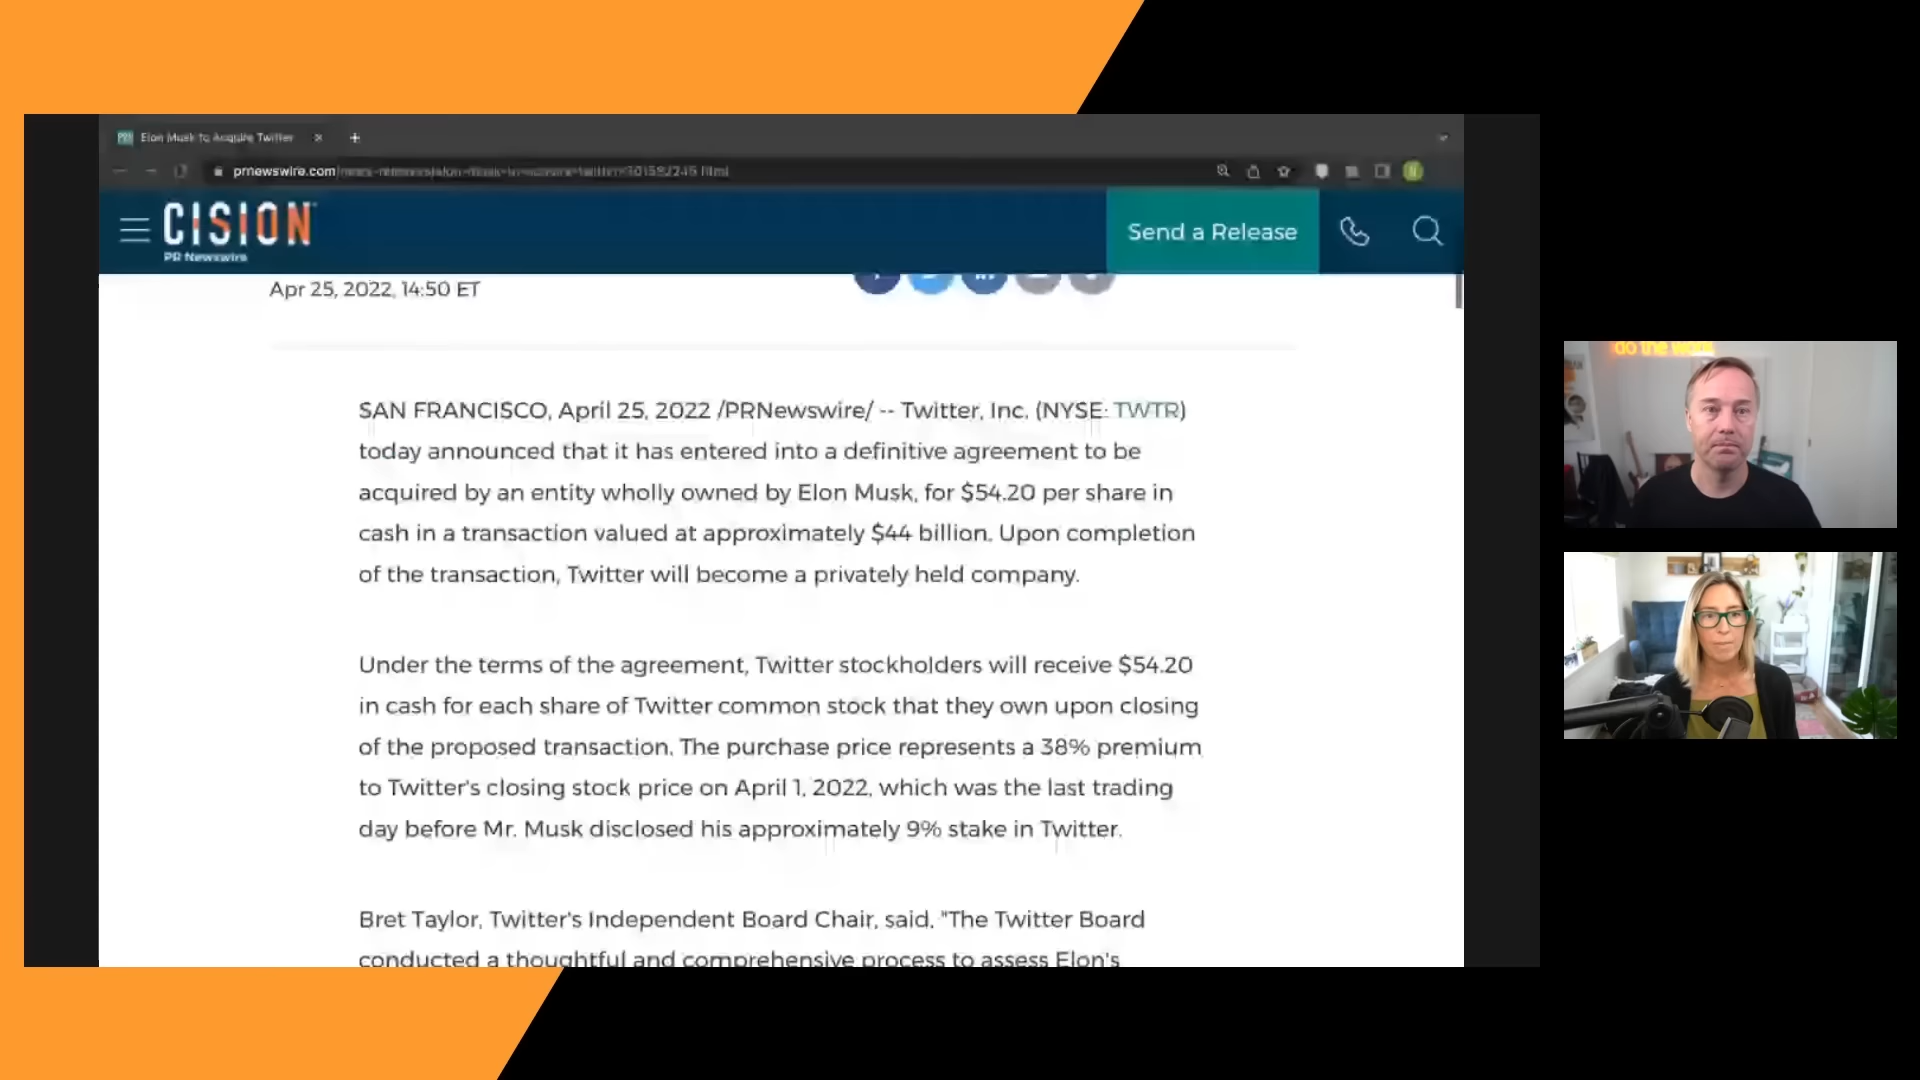 Elon Musk to Acquire Twitter
prnewswire.com
CISION
PR Newswire
Send a Release
Apr 25, 2022, 14:50 ET
SAN FRANCISCO, April 25, 2022 /PRNewswire/ -- Twitter, Inc. (NYSE: TWTR)
today announced that it has entered into a definitive agreement to be
acquired by an entity wholly owned by Elon Musk, for $54.20 per share in
cash in a transaction valued at approximately $44 billion. Upon completion
of the transaction, Twitter will become a privately held company.
Under the terms of the agreement, Twitter stockholders will receive $54.20
in cash for each share of Twitter common stock that they own upon closing
of the proposed transaction. The purchase price represents a 38% premium
to Twitter's closing stock price on April 1, 2022, which was the last trading
day before Mr. Musk disclosed his approximately 9% stake in Twitter.
Bret Taylor, Twitter's Independent Board Chair, said, "The Twitter Board
conducted a thoughtful and comprehensive process to assess Elon's
do the work.